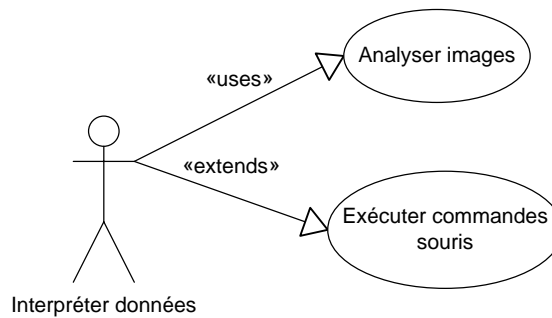 Analyser images
«uses»
«extends»
Exécuter commandes
souris
Interpréter données